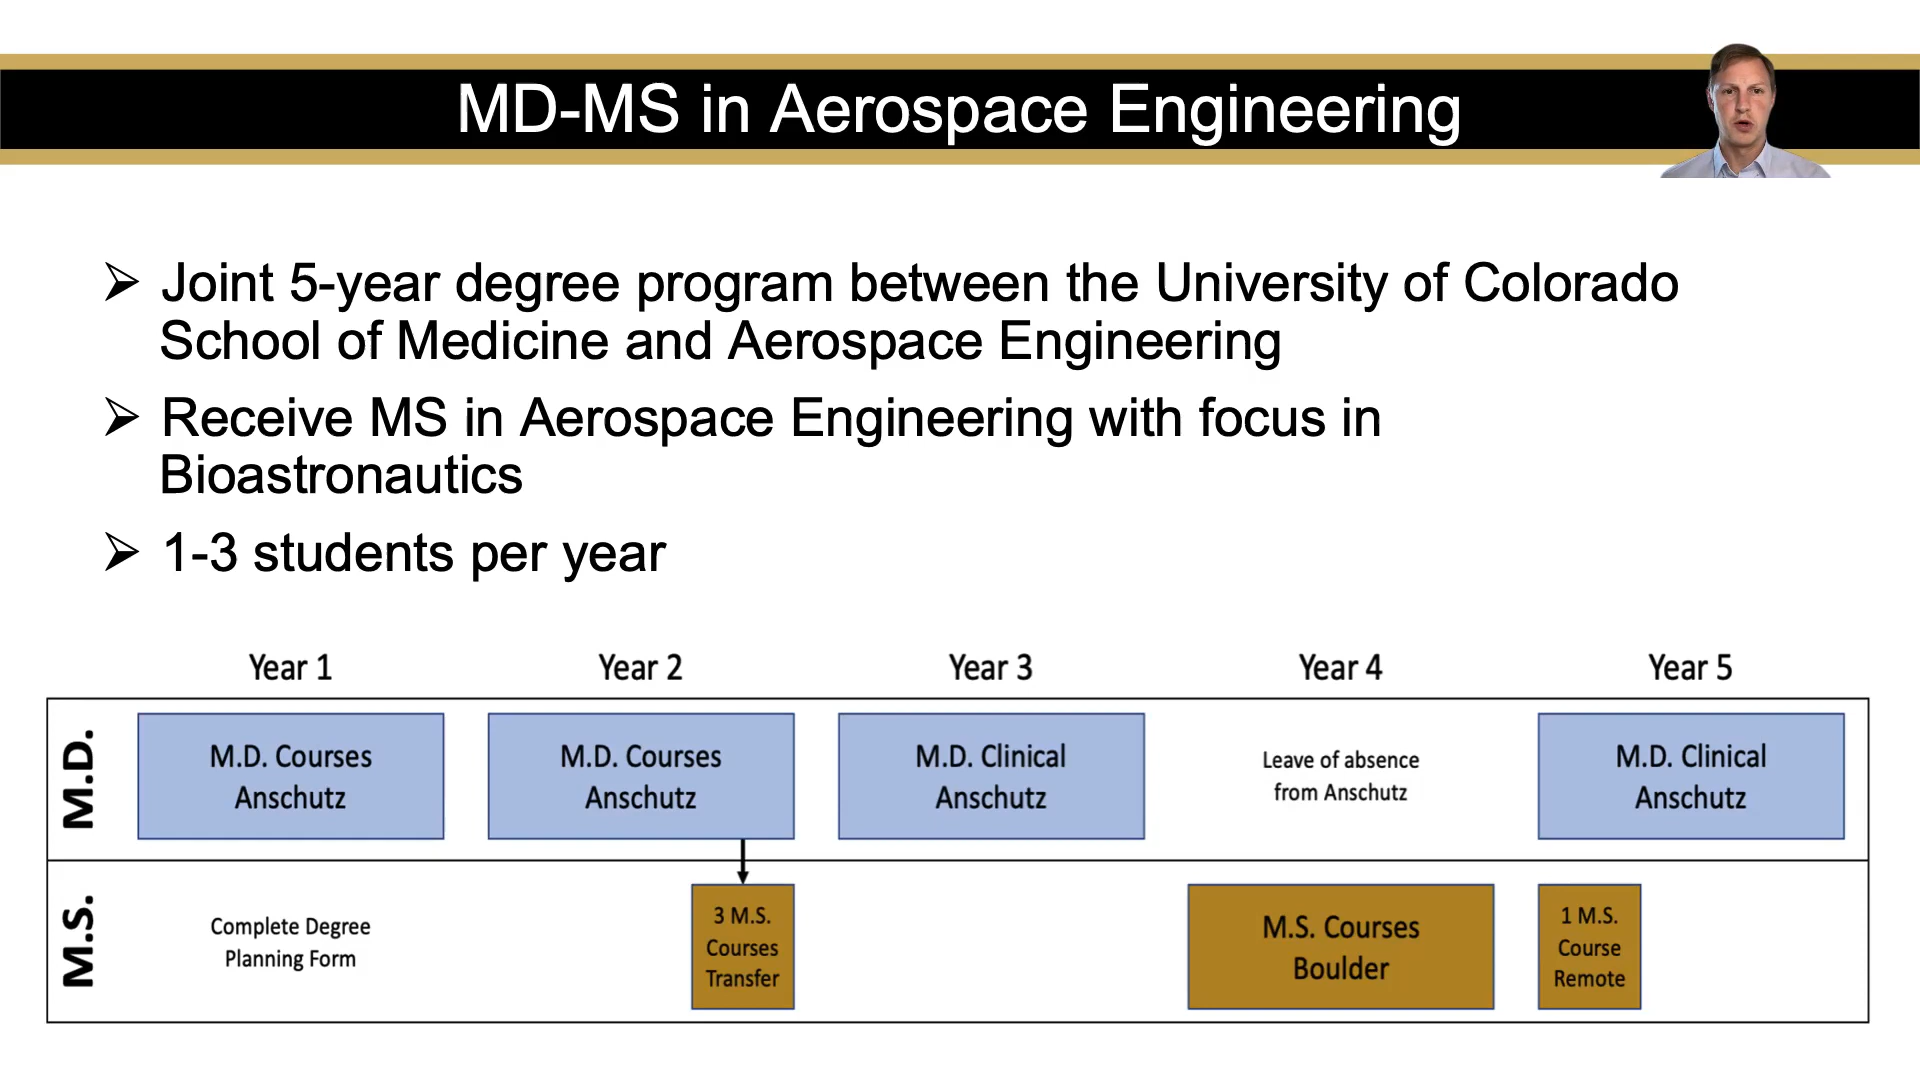 MD-MS in Aerospace Engineering
➢ Joint 5-year degree program between the University of Colorado
School of Medicine and Aerospace Engineering
➢ Receive MS in Aerospace Engineering with focus in
Bioastronautics
➢ 1-3 students per year
Year 1 Year 2 Year 3 Year 4 Year 5
M.D.
M.D. Courses
Anschutz
M.D. Courses
Anschutz
M.D. Clinical
Anschutz
Leave of absence
from Anschutz
M.D. Clinical
Anschutz
M.S.
Complete Degree
Planning Form
3 M.S.
Courses
Transfer
M.S. Courses
Boulder
1 M.S.
Course
Remote